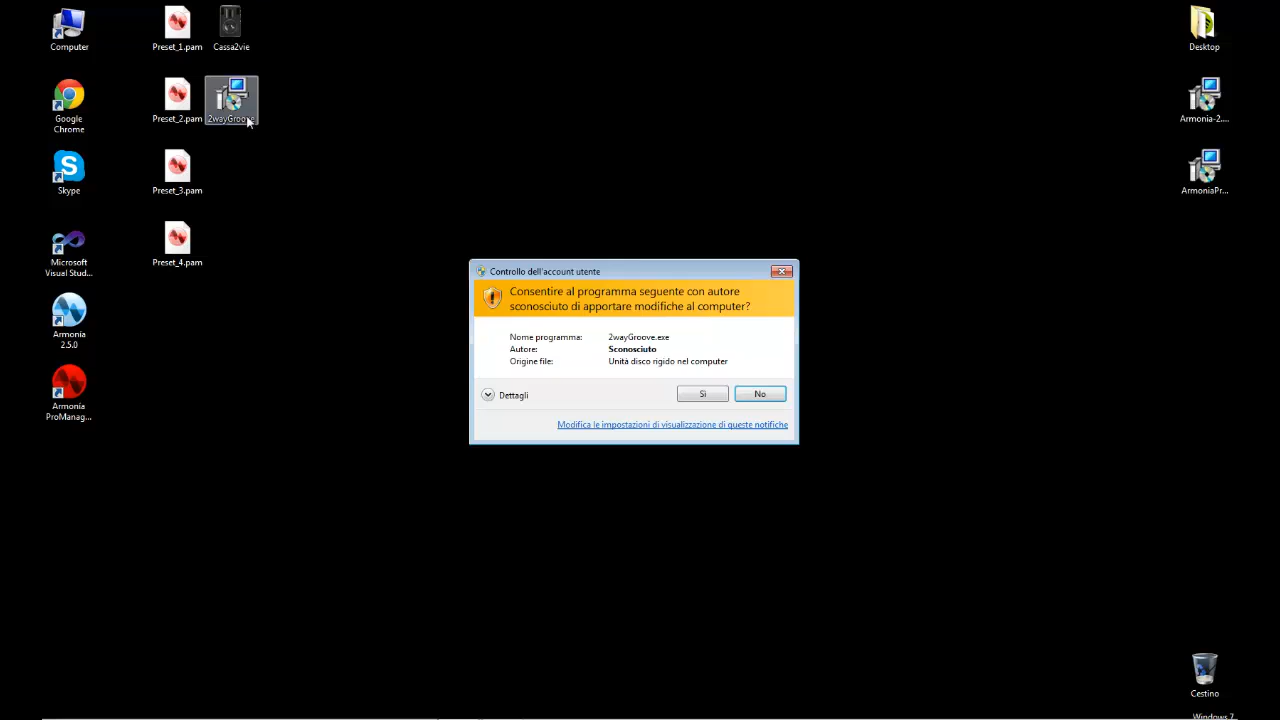 Computer
Preset_1.pam
Cassa2vie
Desktop
Google
Chrome
Preset_2.pam
2wayGroove
Armonia-2....
Skype
Preset_3.pam
ArmoniaPr...
Microsoft
Visual Stud...
Preset_4.pam
Armonia
2.5.0
Armonia
ProManag...
Controllo dell'account utente
Consentire al programma seguente con autore
sconosciuto di apportare modifiche al computer?
Nome programma: 2wayGroove.exe
Autore: Sconosciuto
Origine file: Unità disco rigido nel computer
Dettagli
Sì
No
Modifica le impostazioni di visualizzazione di queste notifiche
Cestino
Windows 7